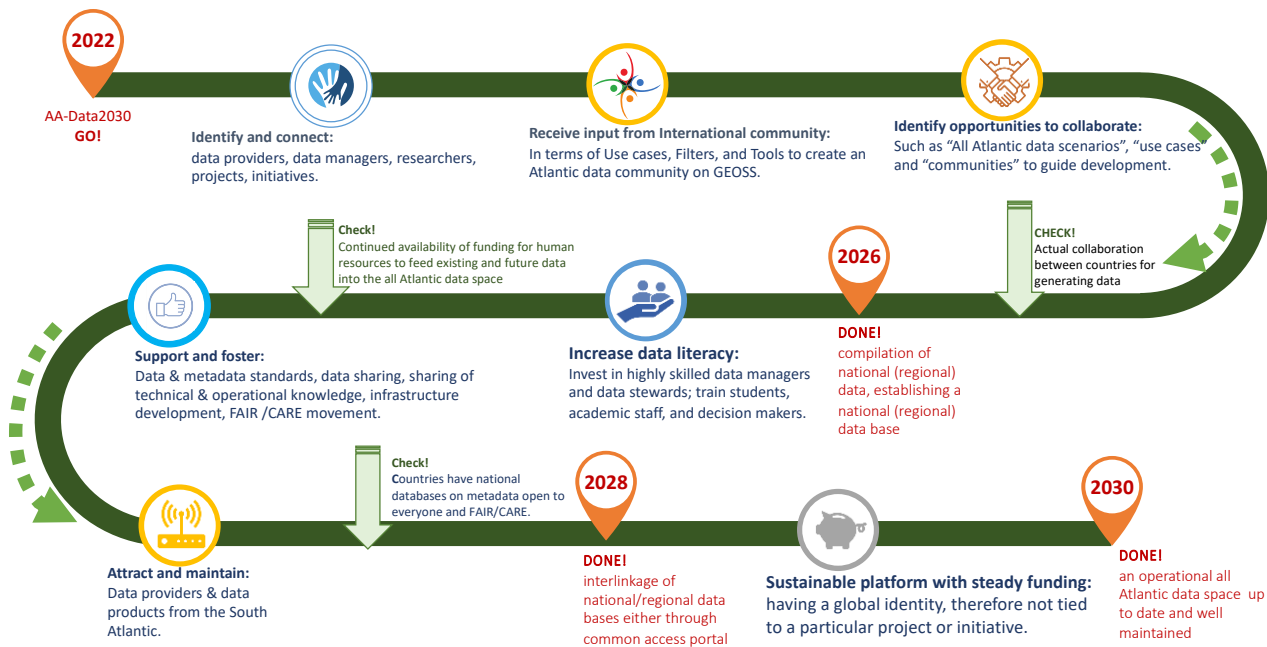 2022
AA-Data2030
GO!
Identify and connect:
data providers, data managers, researchers,
projects, initiatives.
Receive input from International community:
In terms of Use cases, Filters, and Tools to create an
Atlantic data community on GEOSS.
Identify opportunities to collaborate:
Such as “All Atlantic data scenarios”, “use cases”
and “communities” to guide development.
CHECK!
Actual collaboration
between countries for
generating data
2026
DONE!
compilation of
national (regional)
data, establishing a
national (regional)
data base
Increase data literacy:
Invest in highly skilled data managers
and data stewards; train students,
academic staff, and decision makers.
Check!
Continued availability of funding for human
resources to feed existing and future data
into the all Atlantic data space
Support and foster:
Data & metadata standards, data sharing, sharing of
technical & operational knowledge, infrastructure
development, FAIR /CARE movement.
Attract and maintain:
Data providers & data
products from the South
Atlantic.
Check!
Countries have national
databases on metadata open to
everyone and FAIR/CARE.
2028
DONE!
interlinkage of
national/regional data
bases either through
common access portal
Sustainable platform with steady funding:
having a global identity, therefore not tied
to a particular project or initiative.
2030
DONE!
an operational all
Atlantic data space up
to date and well
maintained